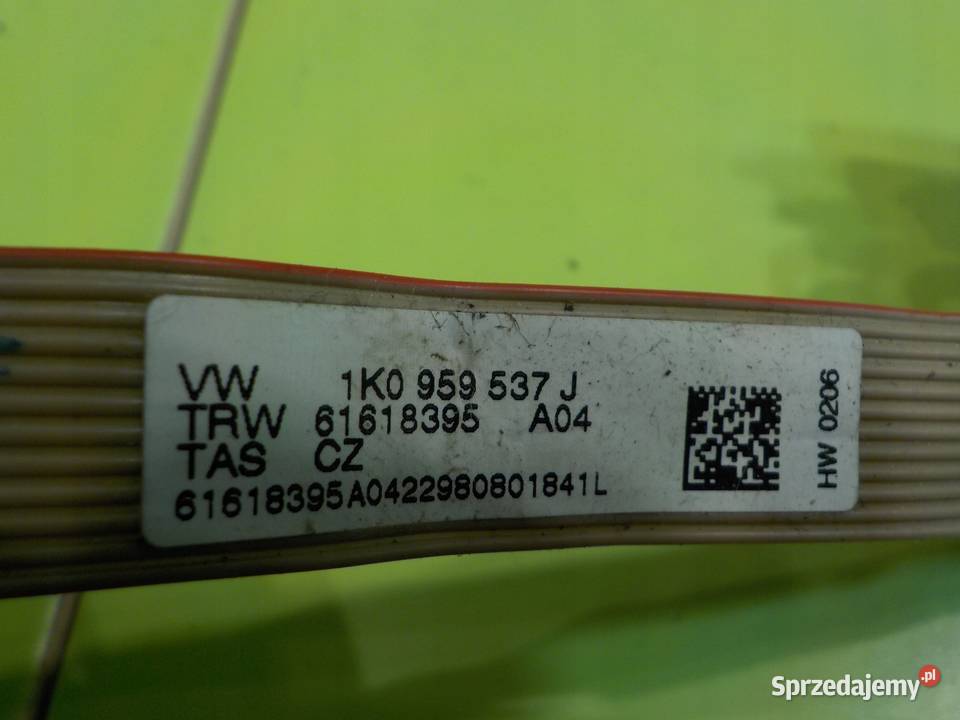 VW 1K0 959 537 J
TRW 61618395 A04
TAS CZ
61618395A0422980801841L
HW 0206
Sprzedajemy.pl